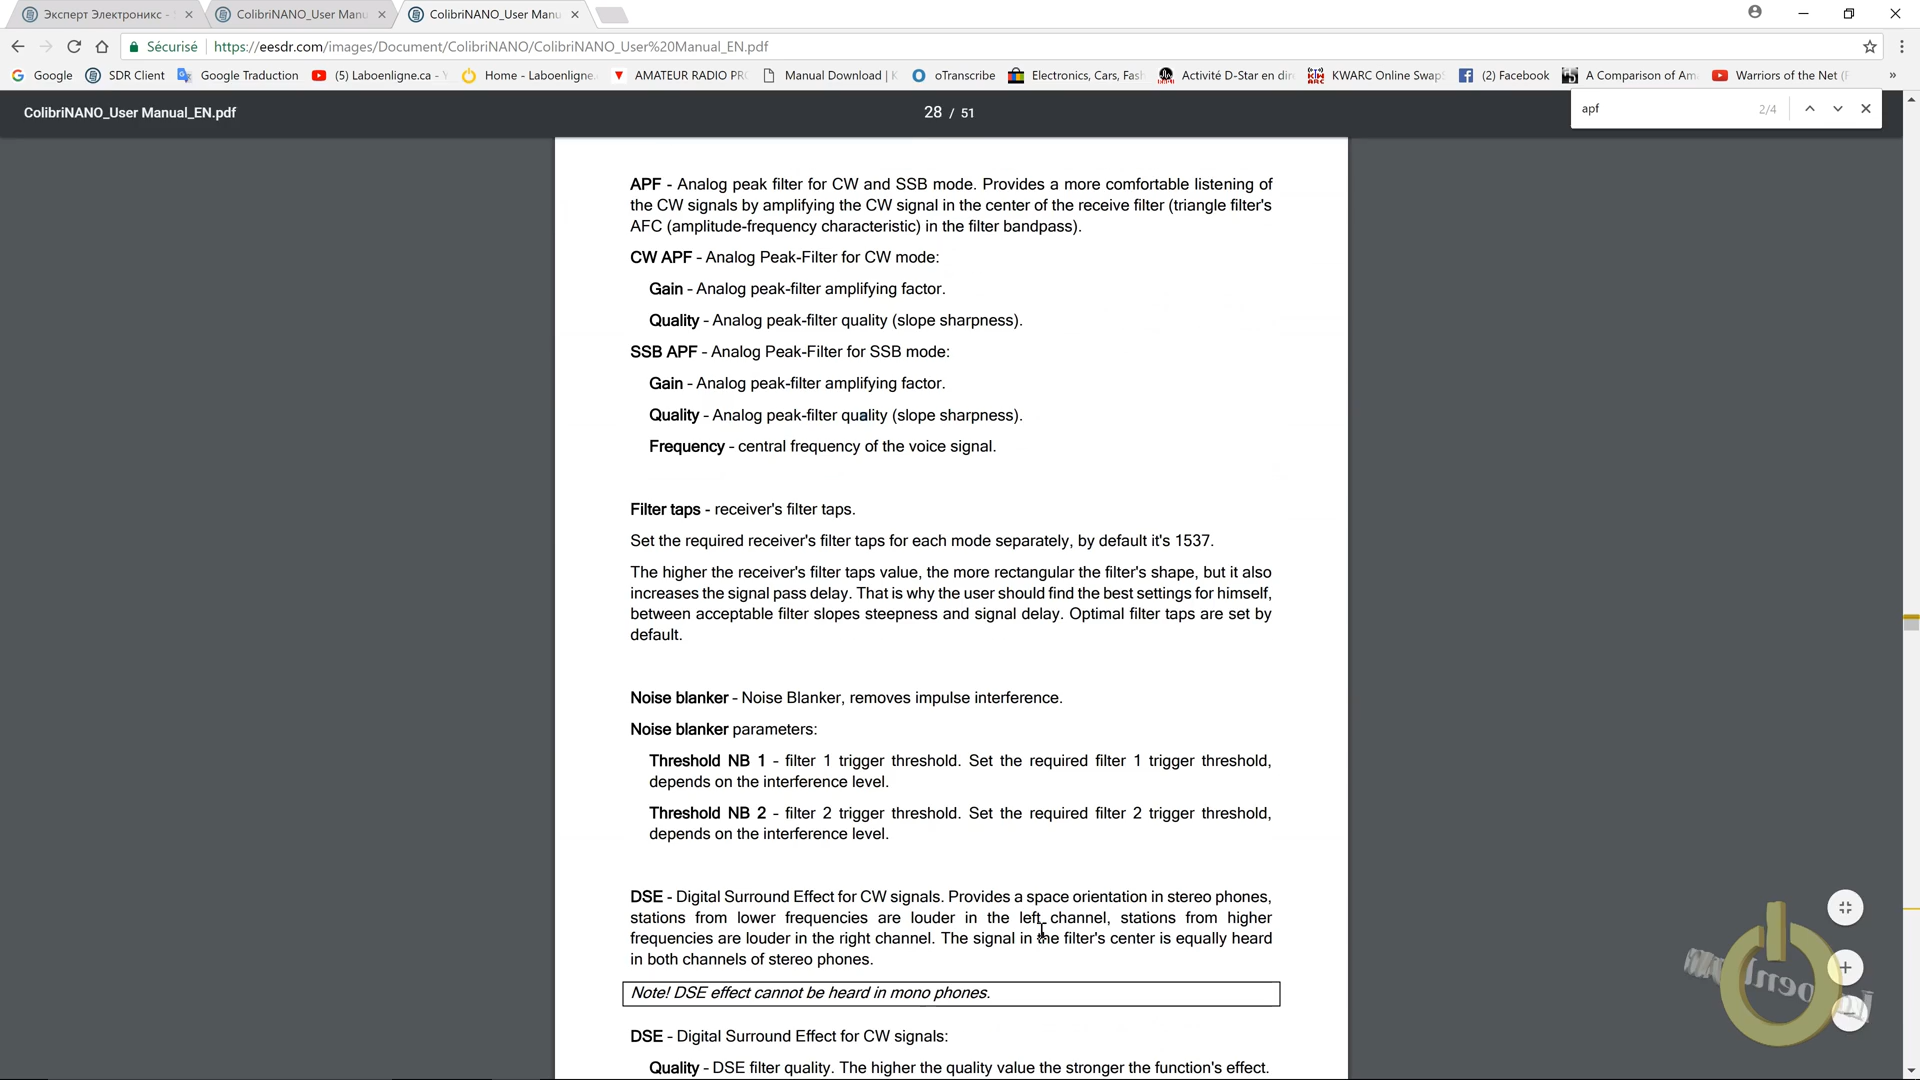 Эксперт Электроникс -
ColibriNANO_User Manu
ColibriNANO_User Manu
Sécurisé
https://eesdr.com/images/Document/ColibriNANO/ColibriNANO_User%20Manual_EN.pdf
Google
SDR Client
Google Traduction
(5) Laboenligne.ca -
Home - Laboenligne.
AMATEUR RADIO PR
Manual Download |
oTranscribe
Electronics, Cars, Fas
Activité D-Star en di
KWARC Online Swap
(2) Facebook
A Comparison of Am
Warriors of the Net (
»
ColibriNANO_User Manual_EN.pdf
28 / 51
apf
2/4
APF - Analog peak filter for CW and SSB mode. Provides a more comfortable listening of
the CW signals by amplifying the CW signal in the center of the receive filter (triangle filter's
AFC (amplitude-frequency characteristic) in the filter bandpass).
CW APF - Analog Peak-Filter for CW mode:
Gain - Analog peak-filter amplifying factor.
Quality - Analog peak-filter quality (slope sharpness).
SSB APF - Analog Peak-Filter for SSB mode:
Gain - Analog peak-filter amplifying factor.
Quality - Analog peak-filter quality (slope sharpness).
Frequency - central frequency of the voice signal.
Filter taps - receiver's filter taps.
Set the required receiver's filter taps for each mode separately, by default it's 1537.
The higher the receiver's filter taps value, the more rectangular the filter's shape, but it also
increases the signal pass delay. That is why the user should find the best settings for himself,
between acceptable filter slopes steepness and signal delay. Optimal filter taps are set by
default.
Noise blanker - Noise Blanker, removes impulse interference.
Noise blanker parameters:
Threshold NB 1 - filter 1 trigger threshold. Set the required filter 1 trigger threshold,
depends on the interference level.
Threshold NB 2 - filter 2 trigger threshold. Set the required filter 2 trigger threshold,
depends on the interference level.
DSE - Digital Surround Effect for CW signals. Provides a space orientation in stereo phones,
stations from lower frequencies are louder in the left channel, stations from higher
frequencies are louder in the right channel. The signal in the filter's center is equally heard
in both channels of stereo phones.
Note! DSE effect cannot be heard in mono phones.
DSE - Digital Surround Effect for CW signals:
Quality - DSE filter quality. The higher the quality value the stronger the function's effect.